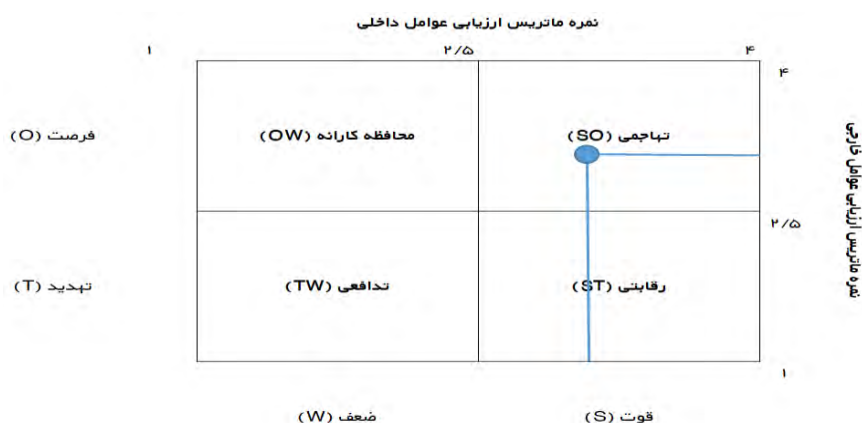 نمره ماتریس ارزیابی عوامل داخلی
۱ ۲/۵ ۴
۴
فرصت (O) محافظه کارانه (OW) تهاجمی (SO)
نمره ماتریس ارزیابی عوامل خارجی
۲/۵
تهدید (T) تدافعی (TW) رقابتی (ST)
۱
ضعف (W) قوت (S)